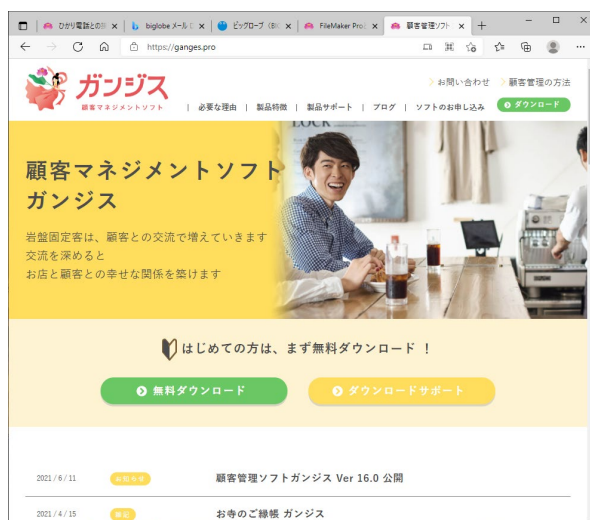 ひかり電話との
biglobe メール
ビッグローブ
FileMaker Pro
顧客管理ソフト
https://ganges.pro
ガンジス
顧客マネジメントソフト
お問い合わせ
顧客管理の方法
| 必要な理由 | 製品特徴 | 製品サポート | ブログ | ソフトのお申し込み
ダウンロード
顧客マネジメントソフト
ガンジス
岩盤固定客は、顧客との交流で増えていきます
交流を深めると
お店と顧客との幸せな関係を築けます
はじめての方は、まず無料ダウンロード !
無料ダウンロード
ダウンロードサポート
2021/6/11 お知らせ 顧客管理ソフトガンジス Ver 16.0 公開
2021/4/15 お寺のご縁帳 ガンジス